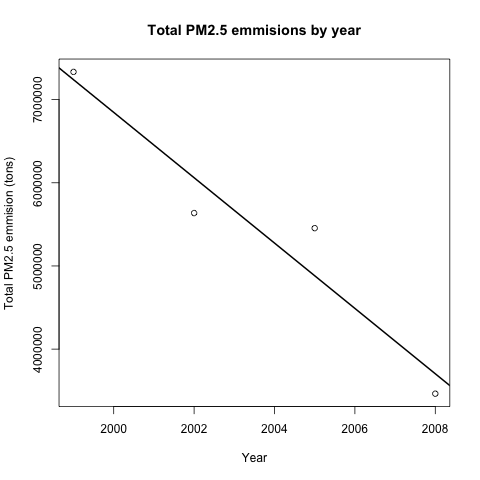 Total PM2.5 emmisions by year
Total PM2.5 emmision (tons)
7000000
6000000
5000000
4000000
2000 2002 2004 2006 2008
Year